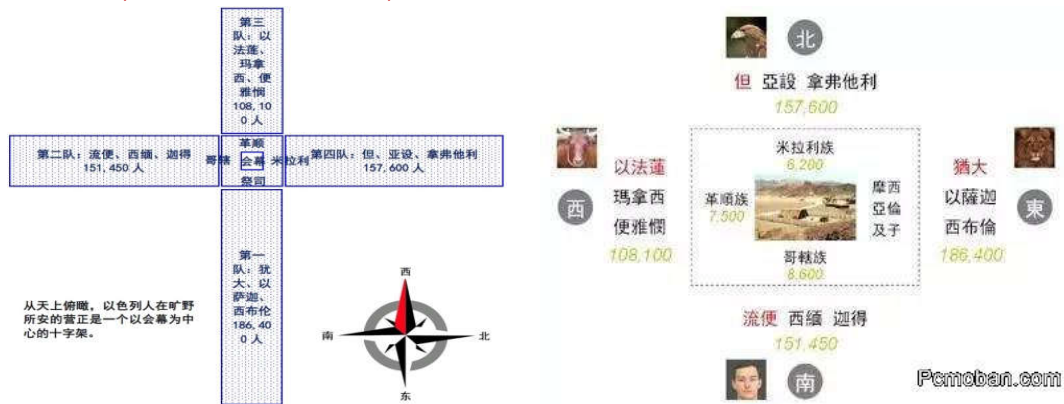 第三
队：以
法莲、
玛拿
西、便
雅悯
108,10
0 人
第二队：流便、西缅、迦得
151,450 人
革顺
哥辖
会幕
米拉利
祭司
第四队：但、亚设、拿弗他利
157,600 人
第一
队：犹
大、以
萨迦、
西布伦
186,40
0 人
从天上俯瞰，以色列人在旷野
所安的营正是一个以会幕为中
心的十字架。
西
南
北
东
北
但 亞設 拿弗他利
157,600
以法蓮
瑪拿西
便雅憫
108,100
西
米拉利族
6,200
革順族
7,500
摩西
亞倫
及子
哥轄族
8,600
猶大
以薩迦
西布倫
186,400
東
流便 西緬 迦得
151,450
南
Pcmoban.com